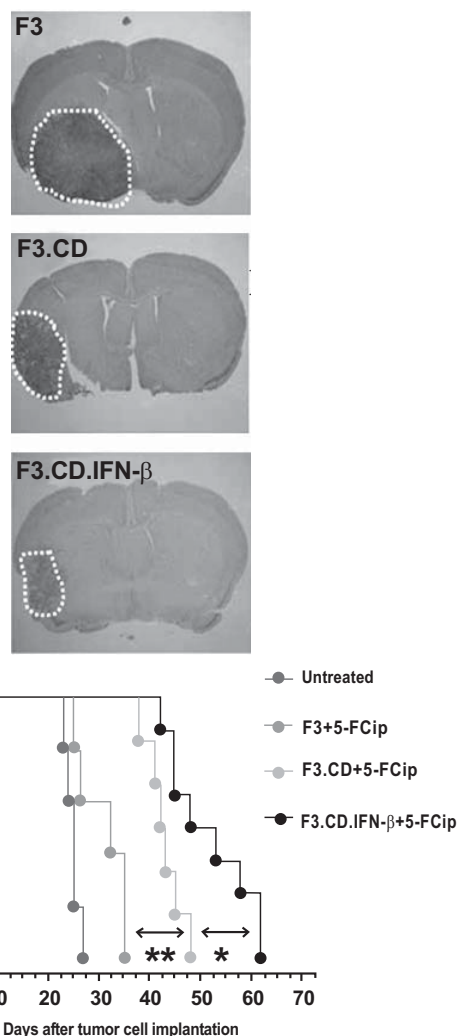 F3
F3.CD
F3.CD.IFN-β
Untreated
F3+5-FCip
F3.CD+5-FCip
F3.CD.IFN-β+5-FCip
** *
20 30 40 50 60 70
Days after tumor cell implantation